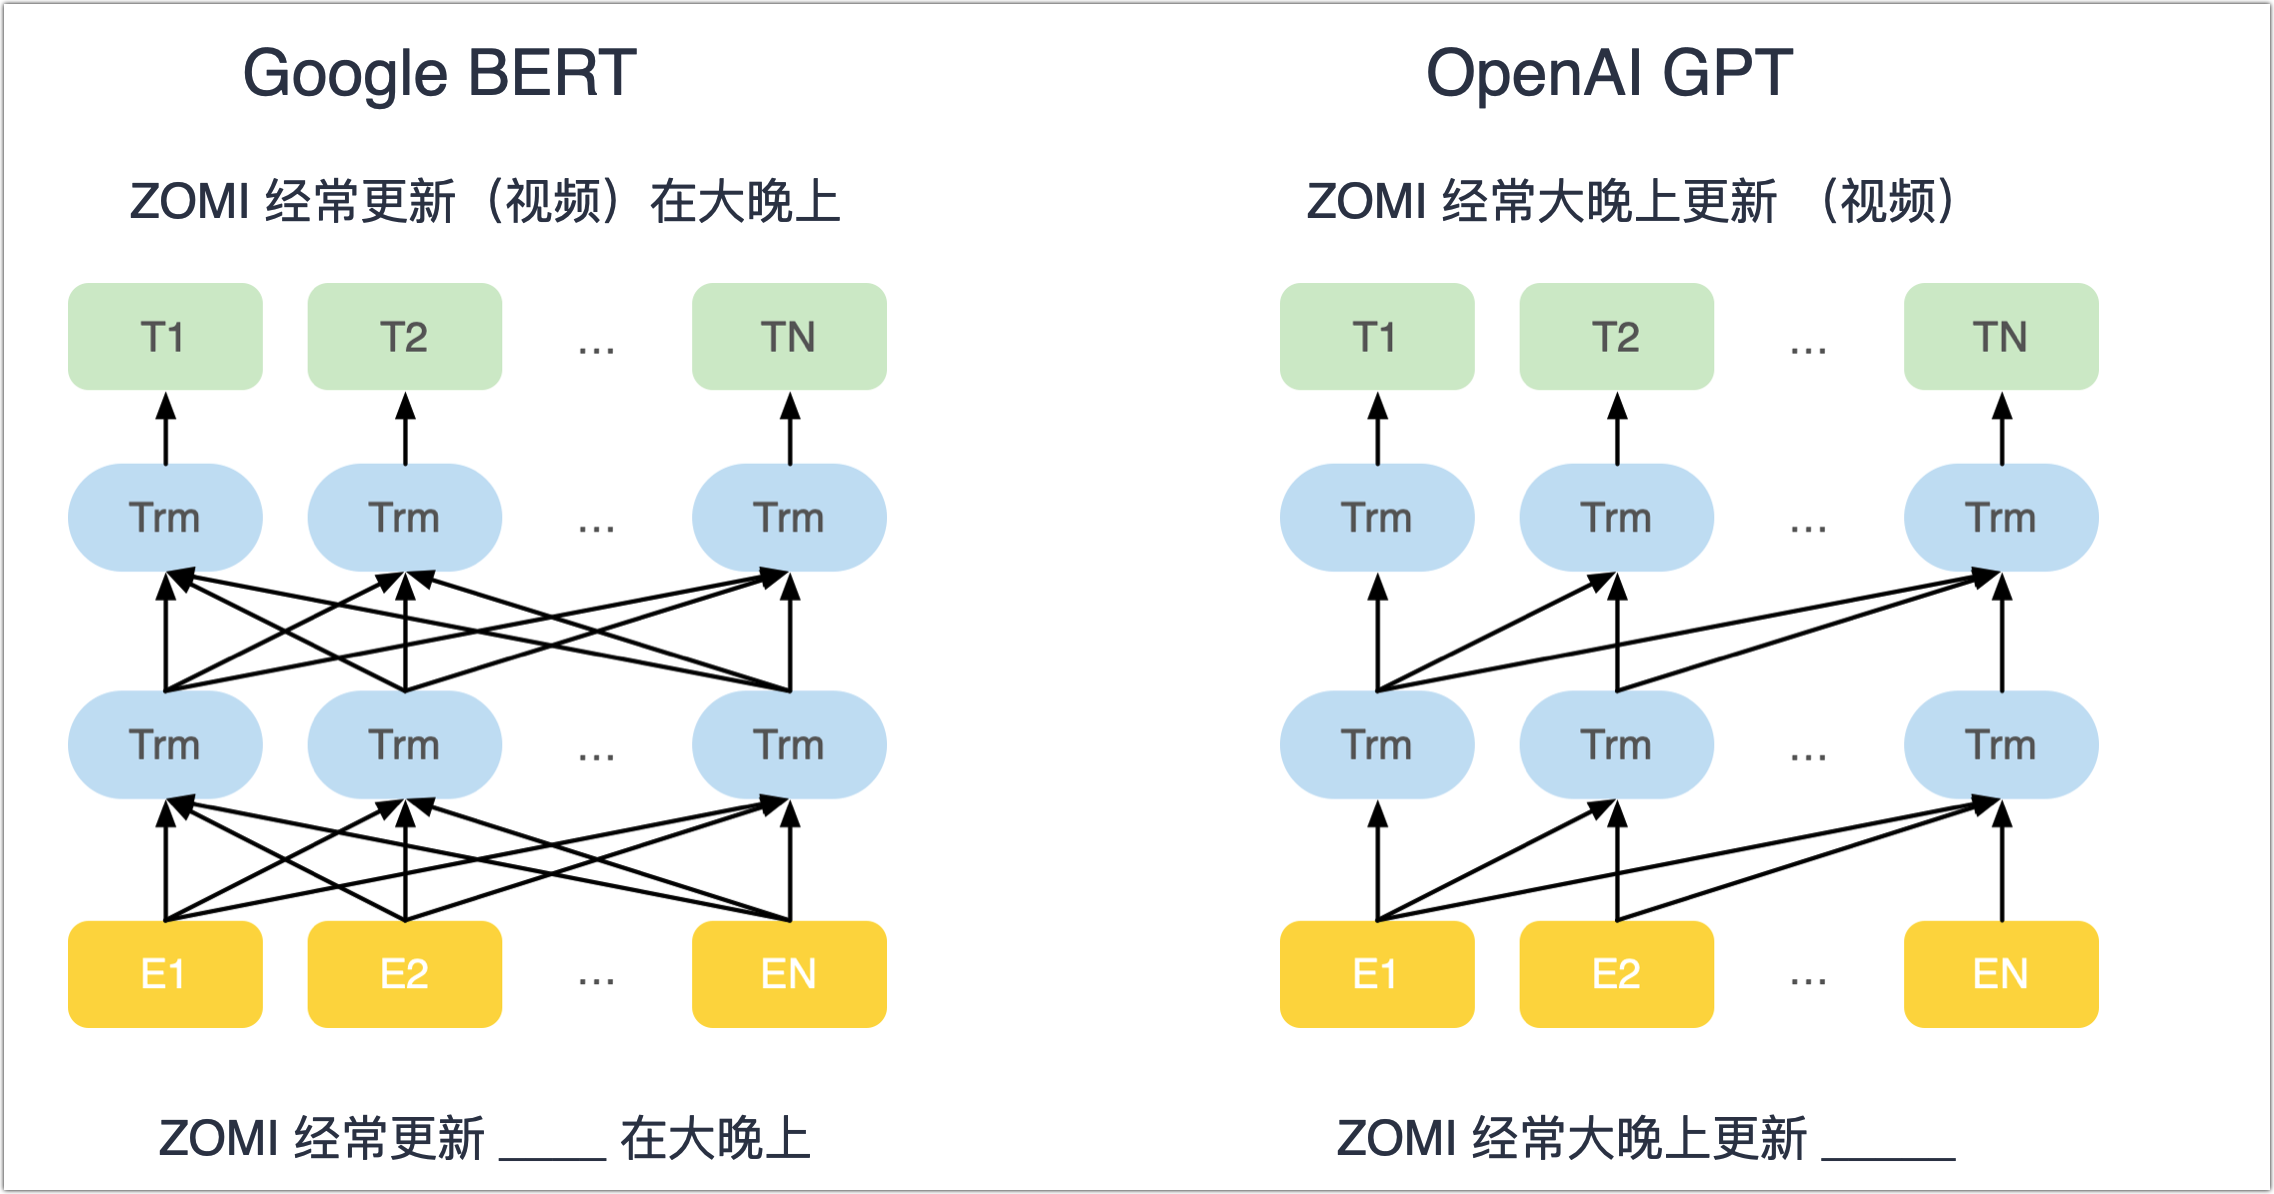 Google BERT
ZOMI 经常更新（视频）在大晚上
T1 T2 ... TN
Trm Trm ... Trm
Trm Trm ... Trm
E1 E2 ... EN
ZOMI 经常更新 _____ 在大晚上
OpenAI GPT
ZOMI 经常大晚上更新 （视频）
T1 T2 ... TN
Trm Trm ... Trm
Trm Trm ... Trm
E1 E2 ... EN
ZOMI 经常大晚上更新 ______